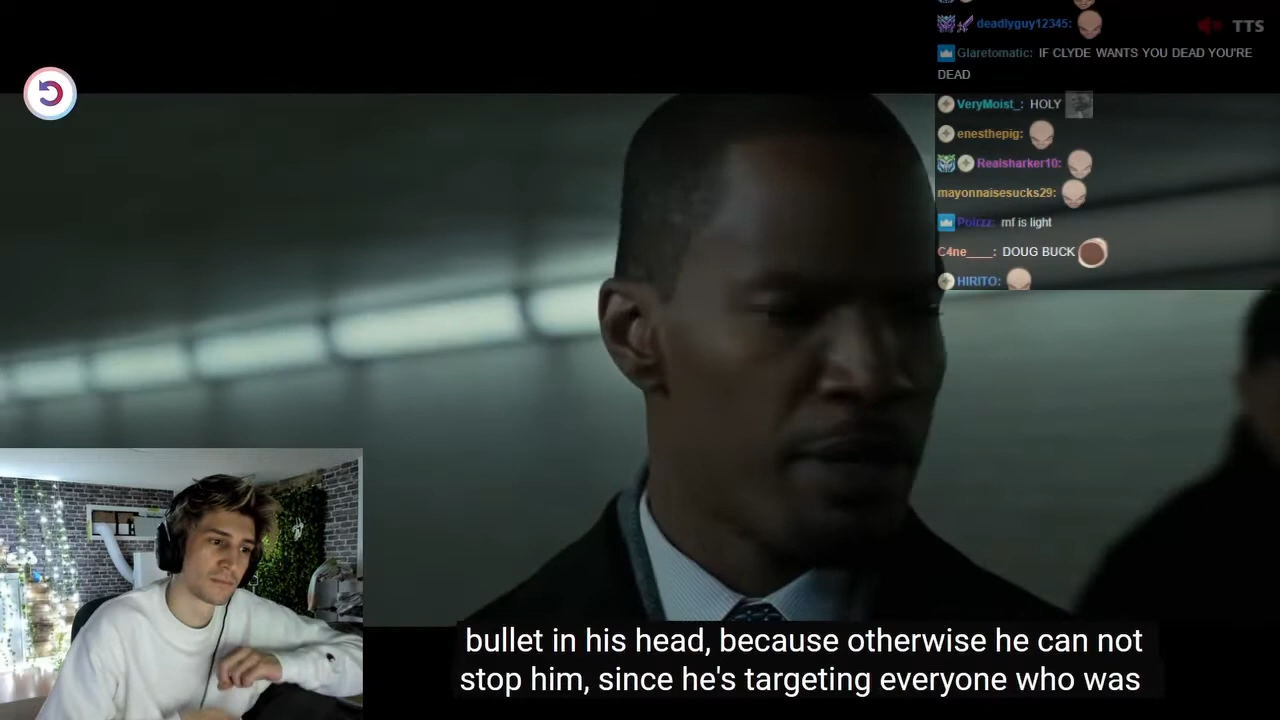 deadlyguy12345:
TTS
Glaretomatic: IF CLYDE WANTS YOU DEAD YOU'RE
DEAD
VeryMoist_: HOLY
enesthepig:
Realsharker10:
mayonnaisesucks29:
Polrzz: mf is light
C4ne____: DOUG BUCK
HIRITO:
bullet in his head, because otherwise he can not
stop him, since he's targeting everyone who was